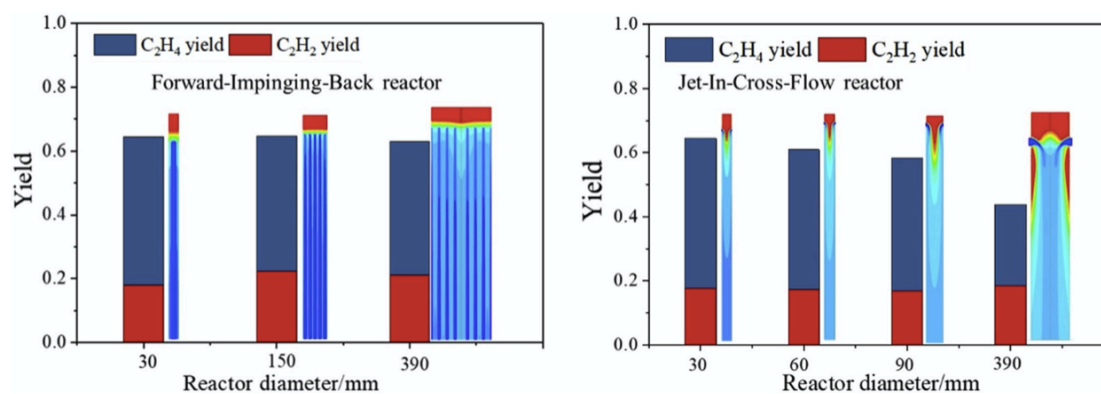 1.0
0.8
0.6
0.4
0.2
0.0
Yield
C₂H₄ yield
C₂H₂ yield
Forward-Impinging-Back reactor
30
150
390
Reactor diameter/mm
1.0
0.8
0.6
0.4
0.2
0.0
Yield
C₂H₄ yield
C₂H₂ yield
Jet-In-Cross-Flow reactor
30
60
90
390
Reactor diameter/mm